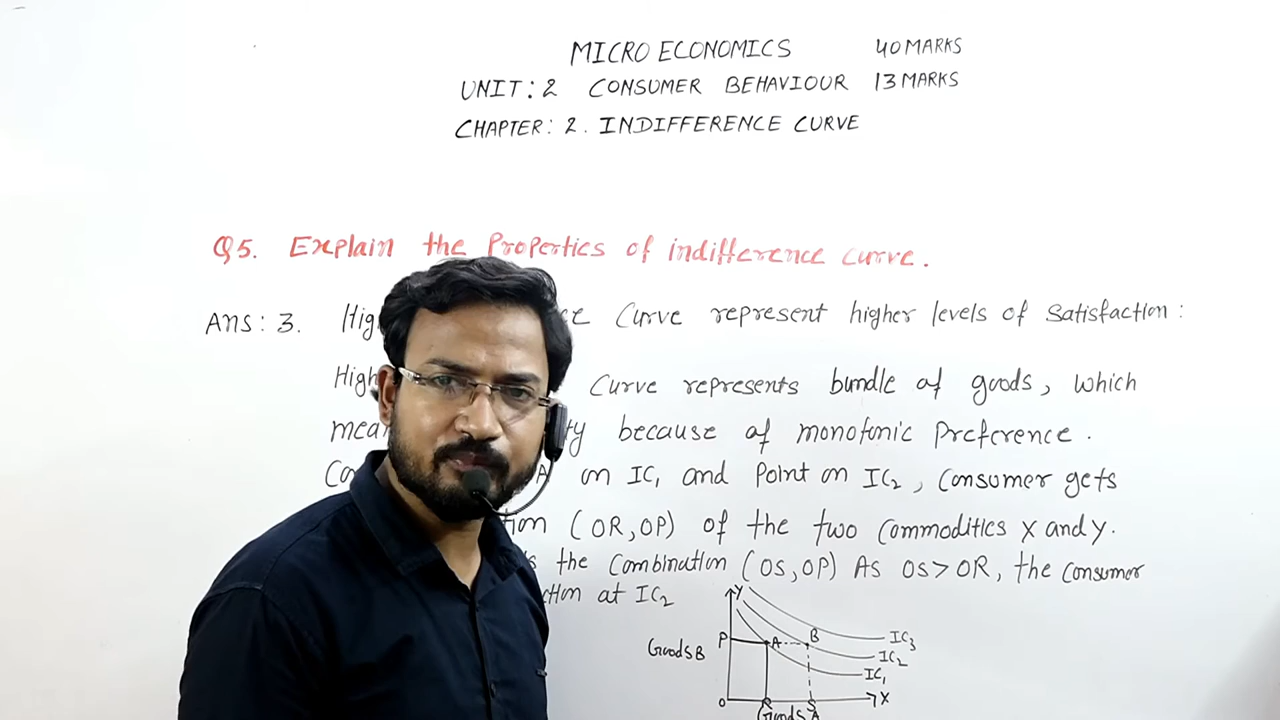 MICRO ECONOMICS 40 MARKS
UNIT: 2 CONSUMER BEHAVIOUR 13 MARKS
CHAPTER: 2. INDIFFERENCE CURVE
Q5. Explain the Properties of indifference curve.
Ans: 3. Curve represent higher levels of Satisfaction:
Curve represents bundle of goods, which
because of monotonic Preference.
A on IC1 and Point on IC2, Consumer gets
(OR, OP) of the two Commodities X and Y.
the Combination (OS, OP) As OS > OR, the Consumer
at IC2
Y
P A B IC3
Goods B IC2
IC1
O R S X
Goods A